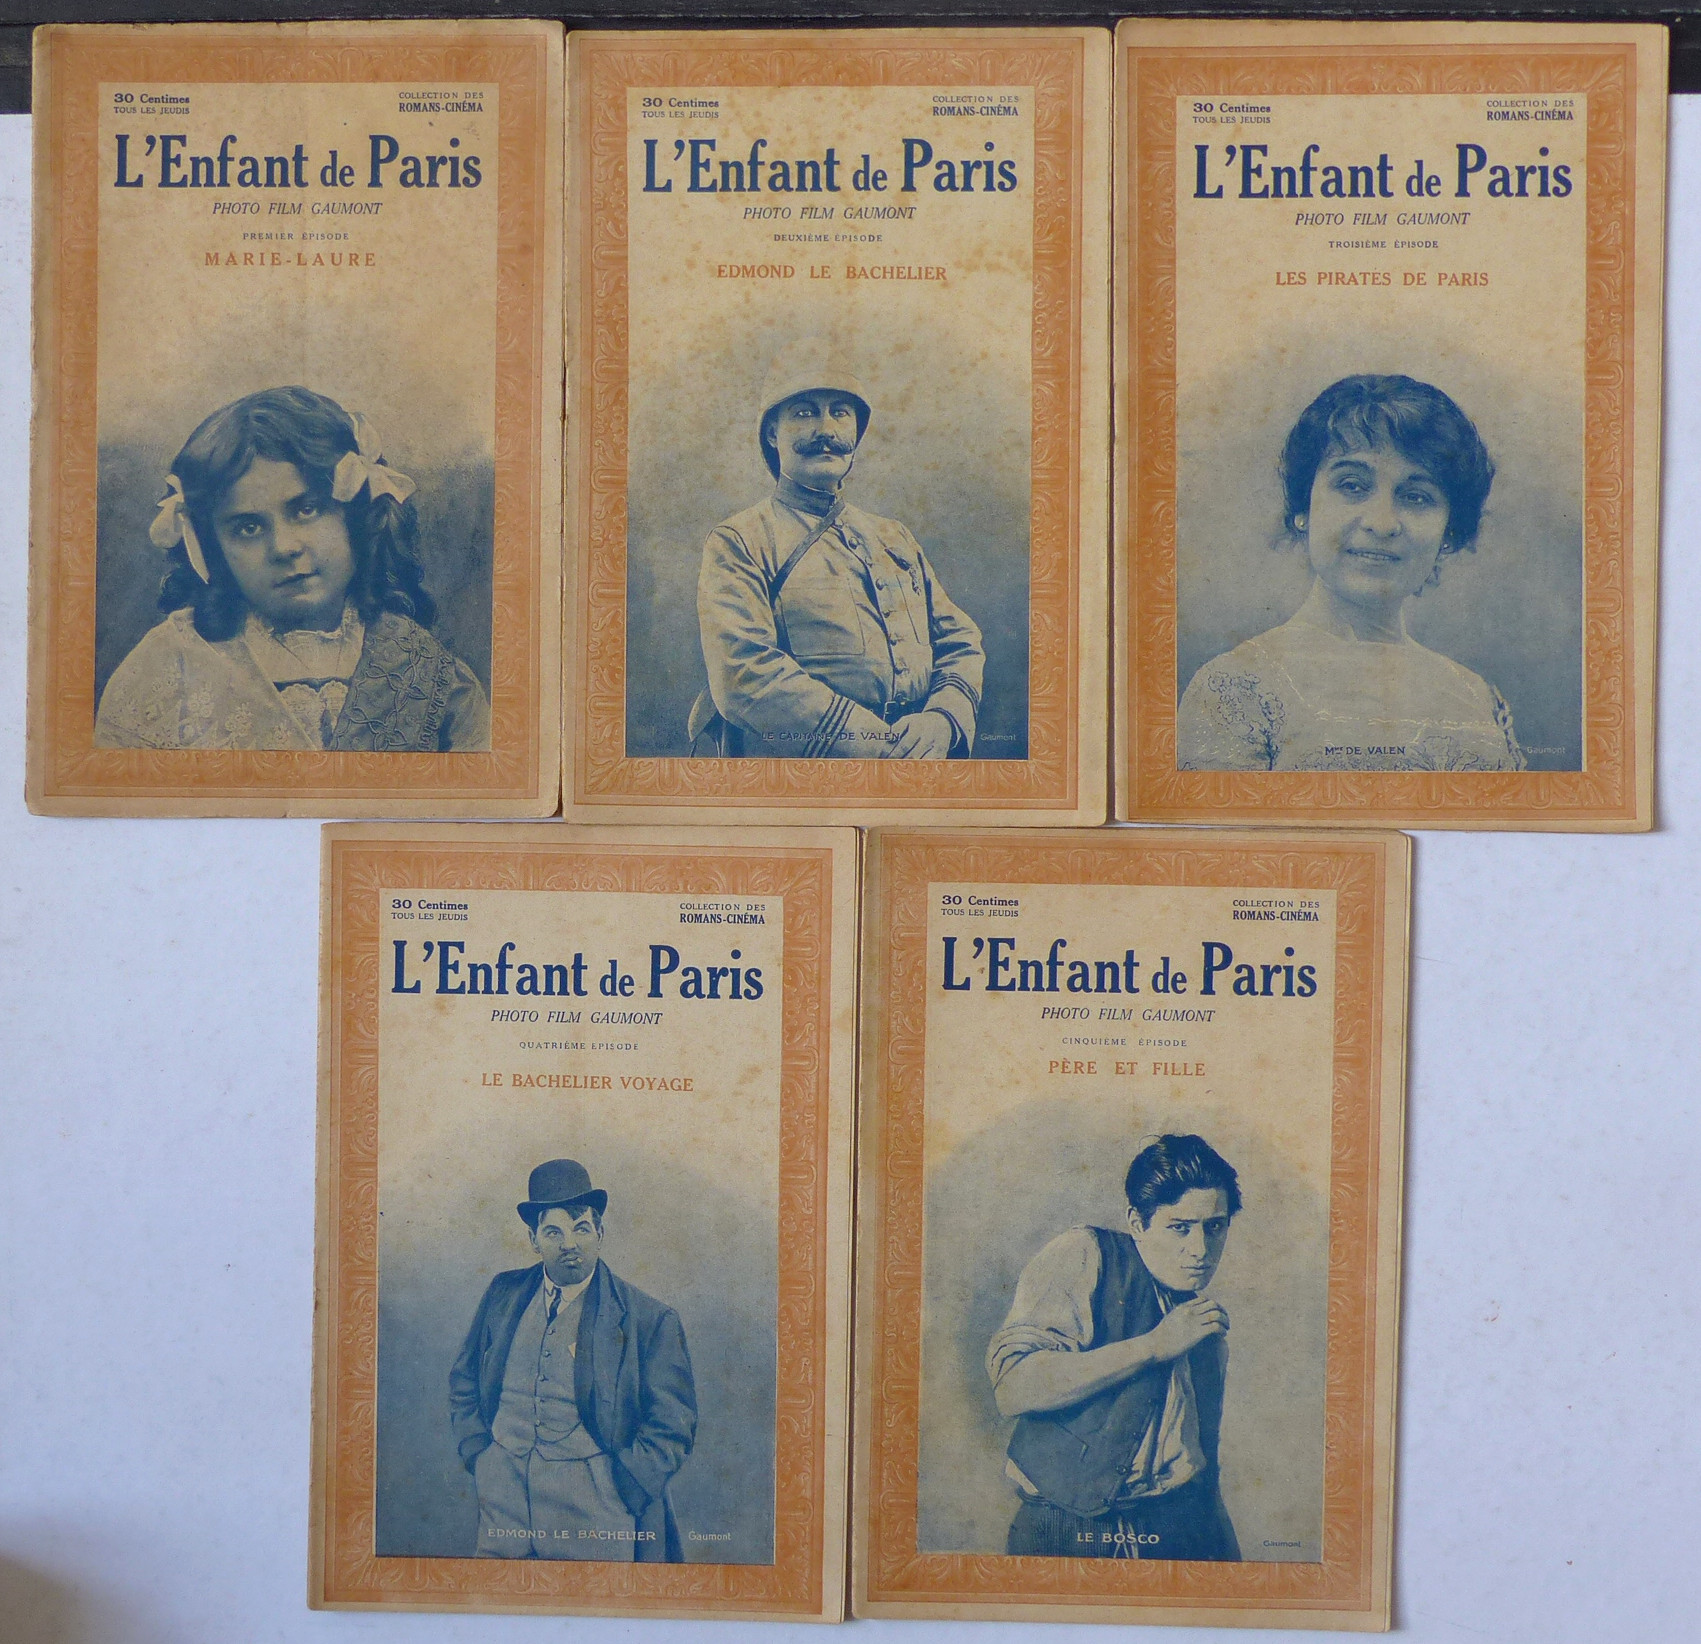 30 Centimes
TOUS LES JEUDIS
COLLECTION DES
ROMANS-CINÉMA
L'Enfant de Paris
PHOTO FILM GAUMONT
PREMIER ÉPISODE
MARIE-LAURE
30 Centimes
TOUS LES JEUDIS
COLLECTION DES
ROMANS-CINÉMA
L'Enfant de Paris
PHOTO FILM GAUMONT
DEUXIÈME ÉPISODE
EDMOND LE BACHELIER
LE CAPITAINE DE VALEN
Gaumont
30 Centimes
TOUS LES JEUDIS
COLLECTION DES
ROMANS-CINÉMA
L'Enfant de Paris
PHOTO FILM GAUMONT
TROISIÈME ÉPISODE
LES PIRATES DE PARIS
Mme DE VALEN
Gaumont
30 Centimes
TOUS LES JEUDIS
COLLECTION DES
ROMANS-CINÉMA
L'Enfant de Paris
PHOTO FILM GAUMONT
QUATRIÈME ÉPISODE
LE BACHELIER VOYAGE
EDMOND LE BACHELIER
Gaumont
30 Centimes
TOUS LES JEUDIS
COLLECTION DES
ROMANS-CINÉMA
L'Enfant de Paris
PHOTO FILM GAUMONT
CINQUIÈME ÉPISODE
PÈRE ET FILLE
LE BOSCO
Gaumont